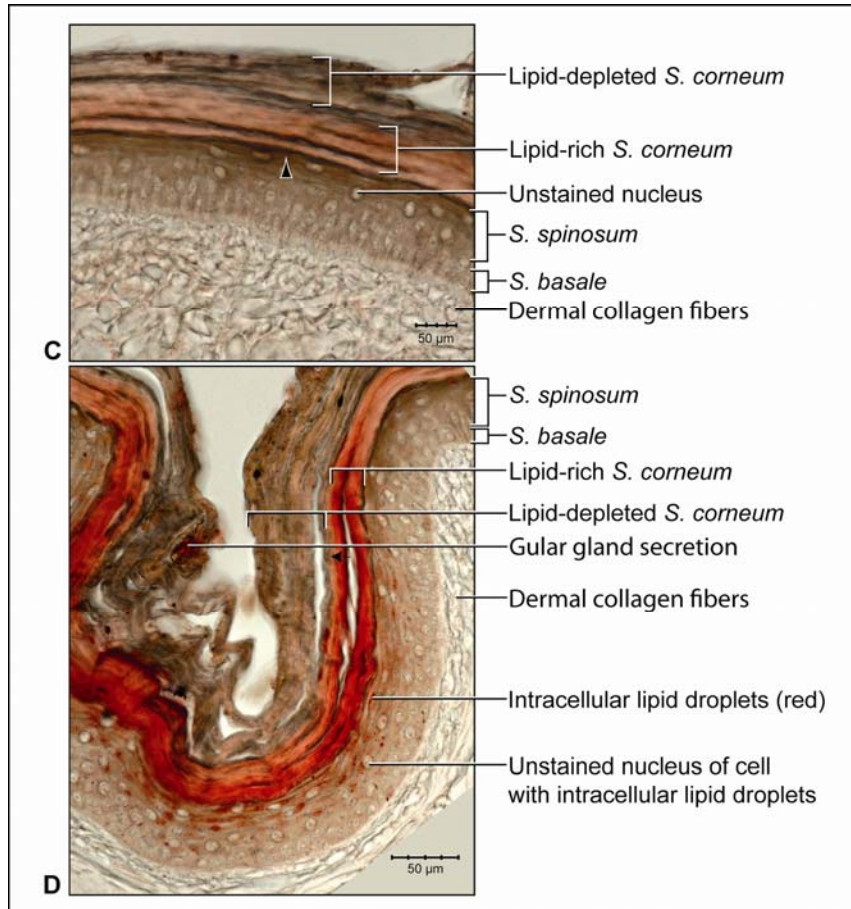 Lipid-depleted S. corneum
Lipid-rich S. corneum
Unstained nucleus
S. spinosum
S. basale
Dermal collagen fibers
50 µm
C
S. spinosum
S. basale
Lipid-rich S. corneum
Lipid-depleted S. corneum
Gular gland secretion
Dermal collagen fibers
Intracellular lipid droplets (red)
Unstained nucleus of cell
with intracellular lipid droplets
50 µm
D